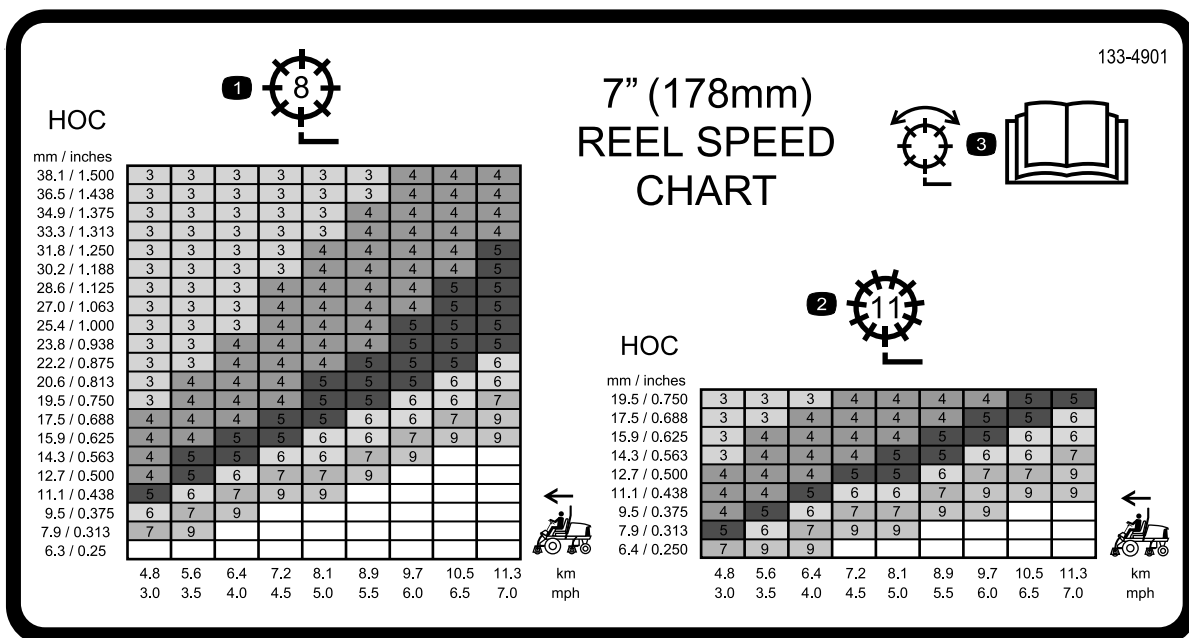 133-4901
7” (178mm)
REEL SPEED
CHART
1 8
3
HOC
mm / inches
38.1 / 1.500 3 3 3 3 3 3 4 4 4
36.5 / 1.438 3 3 3 3 3 3 4 4 4
34.9 / 1.375 3 3 3 3 3 4 4 4 4
33.3 / 1.313 3 3 3 3 3 4 4 4 4
31.8 / 1.250 3 3 3 3 4 4 4 4 5
30.2 / 1.188 3 3 3 3 4 4 4 4 5
28.6 / 1.125 3 3 3 4 4 4 4 5 5
27.0 / 1.063 3 3 3 4 4 4 4 5 5
25.4 / 1.000 3 3 3 4 4 4 5 5 5
23.8 / 0.938 3 3 4 4 4 4 5 5 5
22.2 / 0.875 3 3 4 4 4 5 5 5 6
20.6 / 0.813 3 4 4 4 5 5 5 6 6
19.5 / 0.750 3 4 4 4 5 5 6 6 7
17.5 / 0.688 4 4 4 5 5 6 6 7 9
15.9 / 0.625 4 4 5 5 6 6 7 9 9
14.3 / 0.563 4 5 5 6 6 7 9
12.7 / 0.500 4 5 6 7 7 9
11.1 / 0.438 5 6 7 9 9
9.5 / 0.375 6 7 9
7.9 / 0.313 7 9
6.3 / 0.25
4.8 5.6 6.4 7.2 8.1 8.9 9.7 10.5 11.3 km
3.0 3.5 4.0 4.5 5.0 5.5 6.0 6.5 7.0 mph
2 11
HOC
mm / inches
19.5 / 0.750 3 3 3 4 4 4 4 5 5
17.5 / 0.688 3 3 4 4 4 4 5 5 6
15.9 / 0.625 3 4 4 4 4 5 5 6 6
14.3 / 0.563 3 4 4 4 5 5 6 6 7
12.7 / 0.500 4 4 4 5 5 6 7 7 9
11.1 / 0.438 4 4 5 6 6 7 9 9 9
9.5 / 0.375 4 5 6 7 7 9 9
7.9 / 0.313 5 6 7 9 9
6.4 / 0.250 7 9 9
4.8 5.6 6.4 7.2 8.1 8.9 9.7 10.5 11.3 km
3.0 3.5 4.0 4.5 5.0 5.5 6.0 6.5 7.0 mph